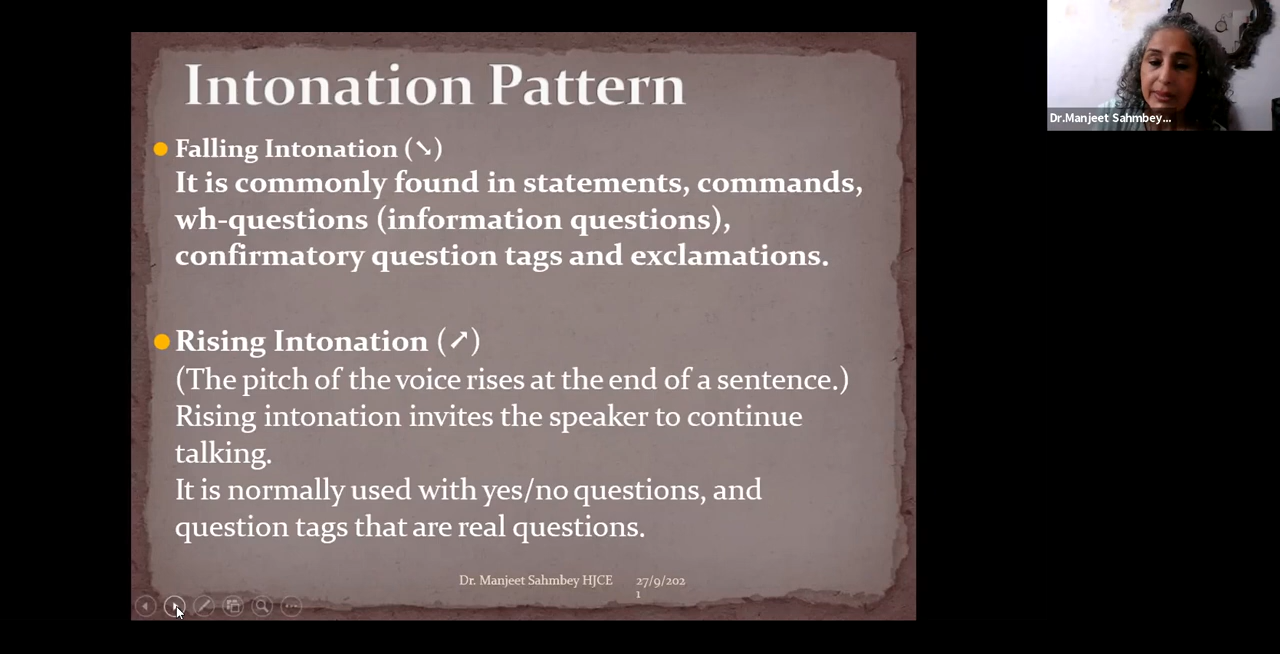 Intonation Pattern
Falling Intonation (➘)
It is commonly found in statements, commands,
wh-questions (information questions),
confirmatory question tags and exclamations.
Rising Intonation (➚)
(The pitch of the voice rises at the end of a sentence.)
Rising intonation invites the speaker to continue
talking.
It is normally used with yes/no questions, and
question tags that are real questions.
Dr. Manjeet Sahmbey HJCE
27/9/202
1
Dr.Manjeet Sahmbey...